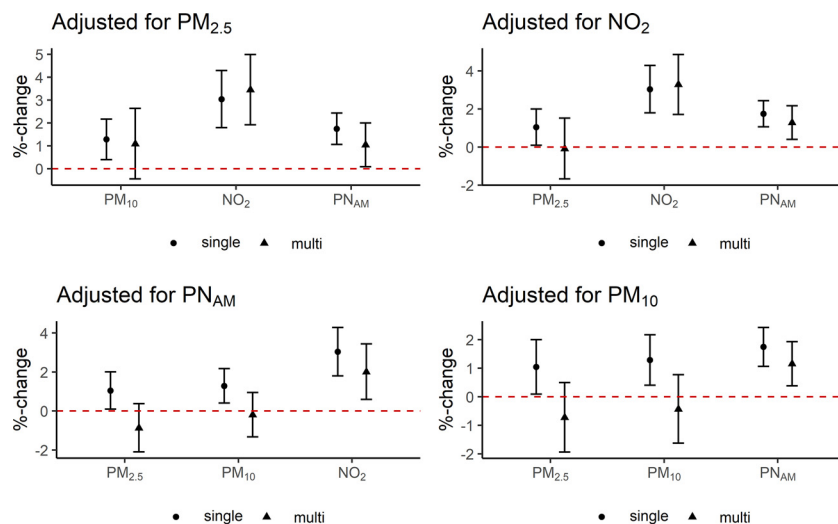 Adjusted for PM2.5
%-change
5
4
3
2
1
0
PM10 NO2 PNAM
● single ▲ multi
Adjusted for NO2
%-change
4
2
0
-2
PM2.5 NO2 PNAM
● single ▲ multi
Adjusted for PNAM
%-change
4
2
0
-2
PM2.5 PM10 NO2
● single ▲ multi
Adjusted for PM10
%-change
2
1
0
-1
-2
PM2.5 PM10 PNAM
● single ▲ multi